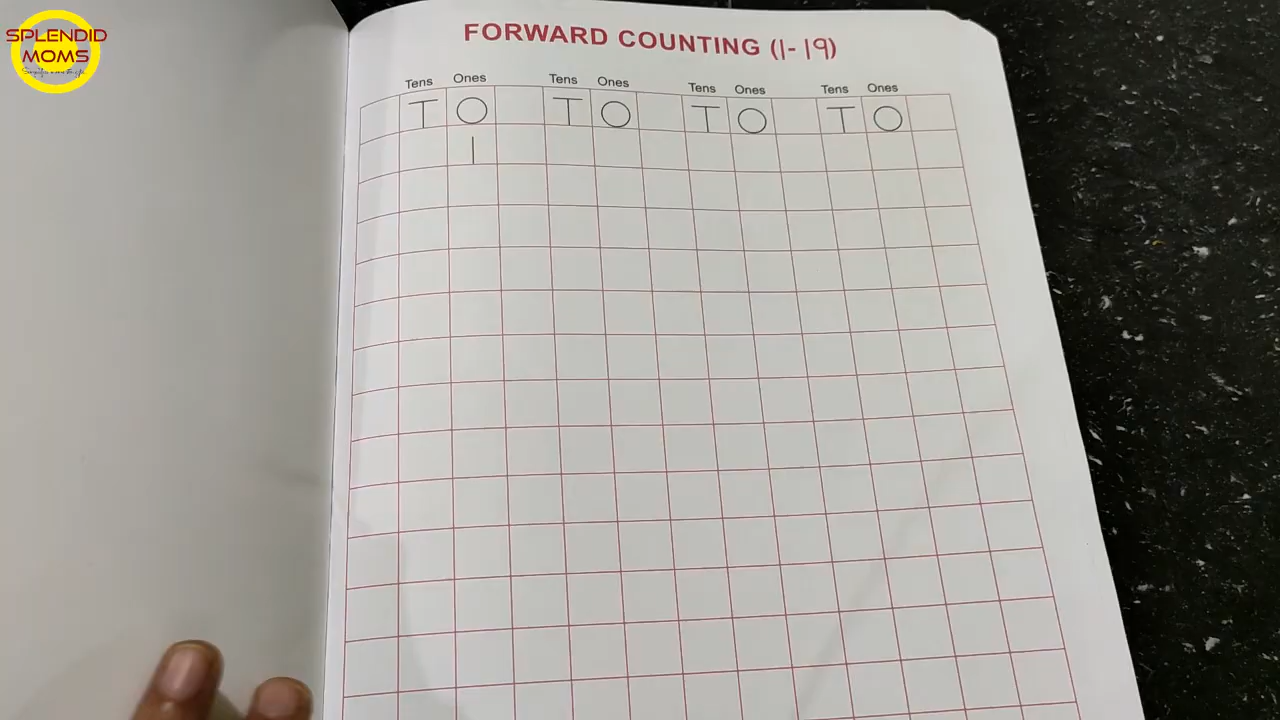 SPLENDID
MOMS
FORWARD COUNTING (1-19)
Tens Ones Tens Ones Tens Ones Tens Ones
T O T O T O T O
1